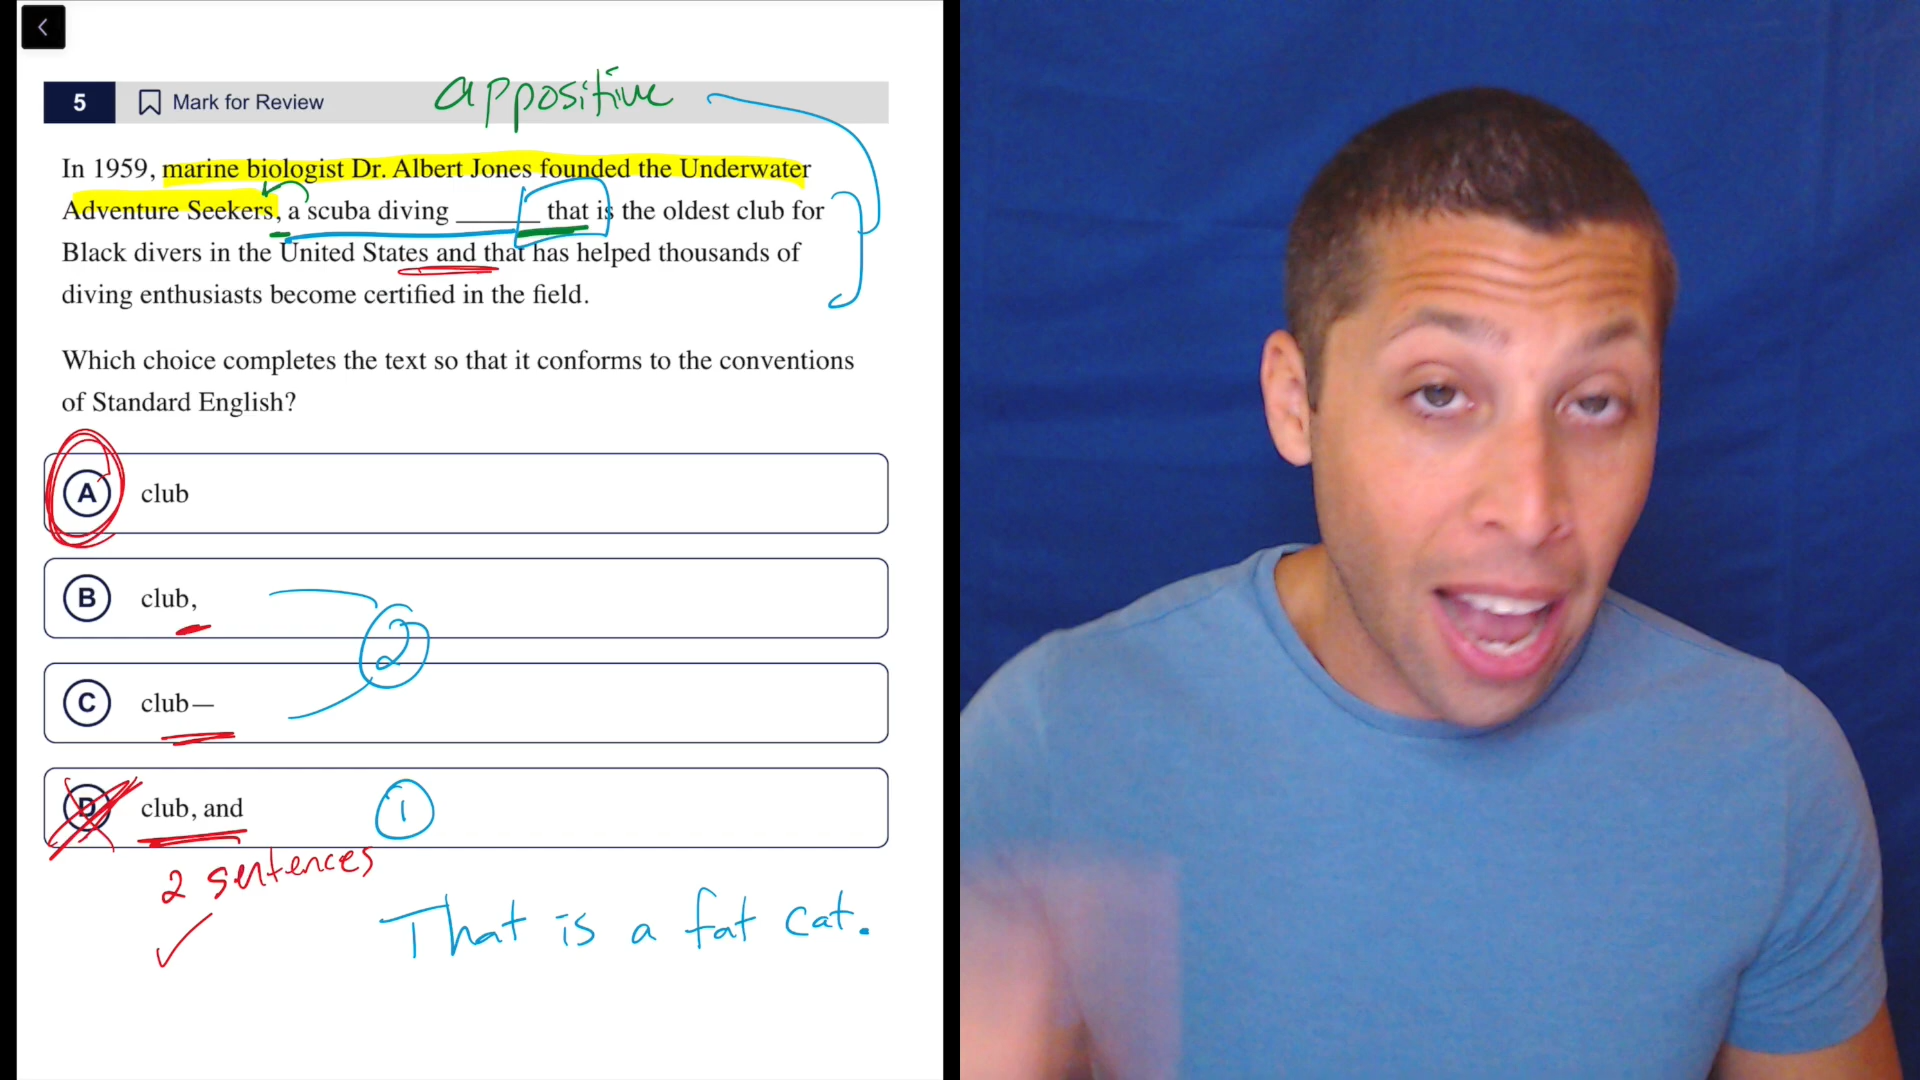 5 Mark for Review appositive
In 1959, marine biologist Dr. Albert Jones founded the Underwater
Adventure Seekers, a scuba diving ______ that is the oldest club for
Black divers in the United States and that has helped thousands of
diving enthusiasts become certified in the field.
Which choice completes the text so that it conforms to the conventions
of Standard English?
A club
B club,
2
C club—
D club, and 1
2 sentences
That is a fat cat.